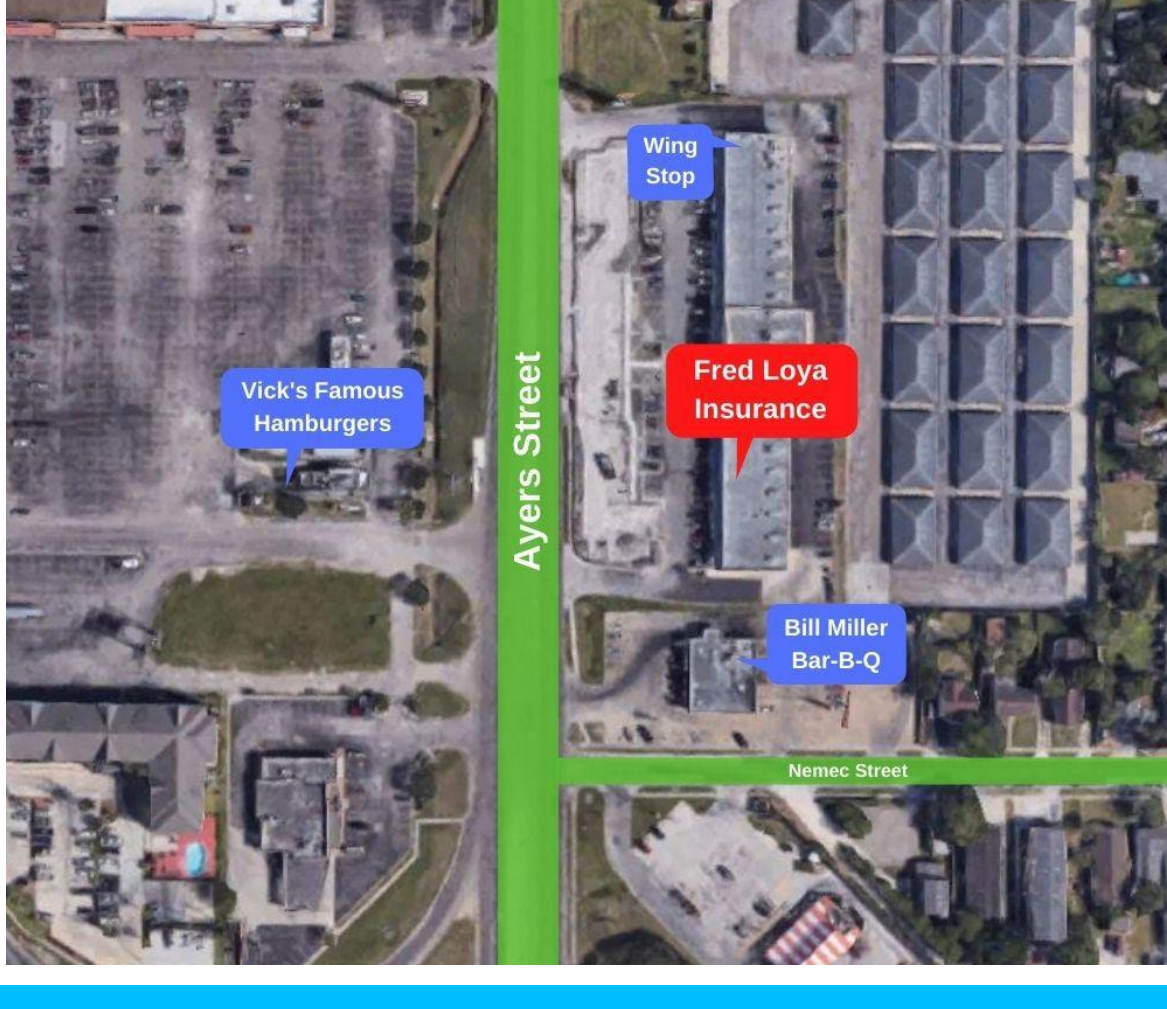 Wing
Stop
Fred Loya
Insurance
Vick's Famous
Hamburgers
Ayers Street
Bill Miller
Bar-B-Q
Nemec Street